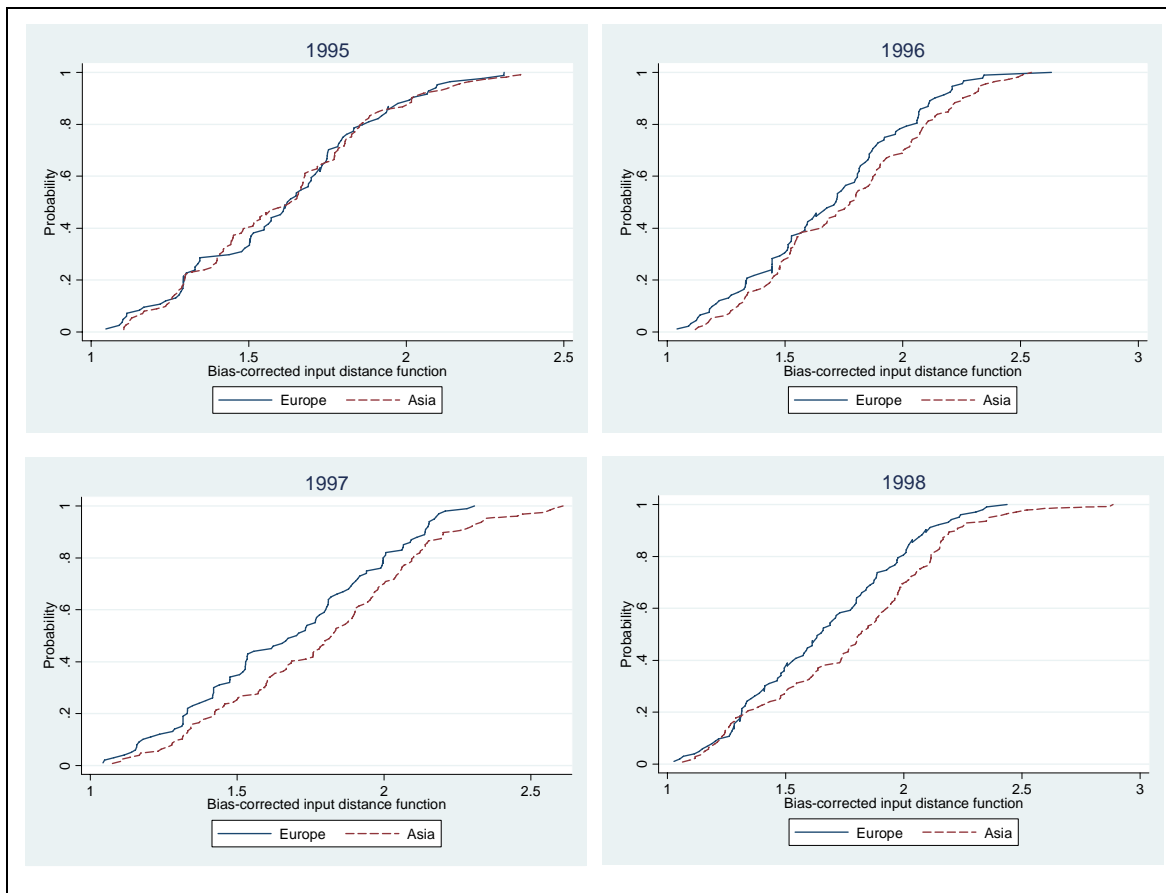 1995
Probability
0 .2 .4 .6 .8 1
1 1.5 2 2.5
Bias-corrected input distance function
Europe Asia
1996
Probability
0 .2 .4 .6 .8 1
1 1.5 2 2.5 3
Bias-corrected input distance function
Europe Asia
1997
Probability
0 .2 .4 .6 .8 1
1 1.5 2 2.5
Bias-corrected input distance function
Europe Asia
1998
Probability
0 .2 .4 .6 .8 1
1 1.5 2 2.5 3
Bias-corrected input distance function
Europe Asia